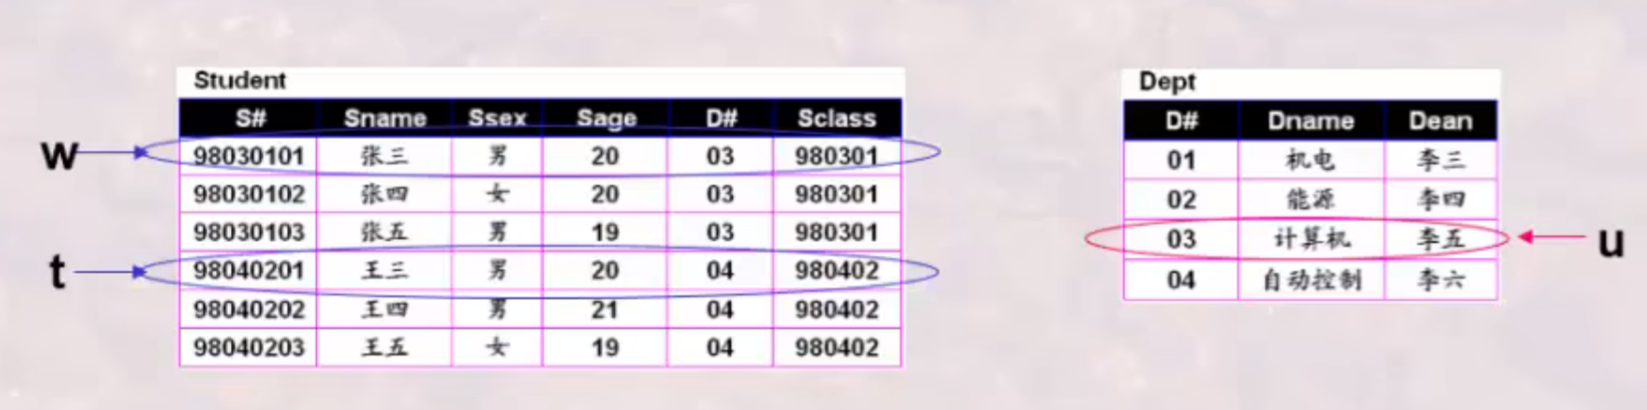 Student
S# Sname Ssex Sage D# Sclass
w 98030101 张三 男 20 03 980301
98030102 张四 女 20 03 980301
98030103 张五 男 19 03 980301
t 98040201 王三 男 20 04 980402
98040202 王四 男 21 04 980402
98040203 王五 女 19 04 980402
Dept
D# Dname Dean
01 机电 李三
02 能源 李四
03 计算机 李五 u
04 自动控制 李六